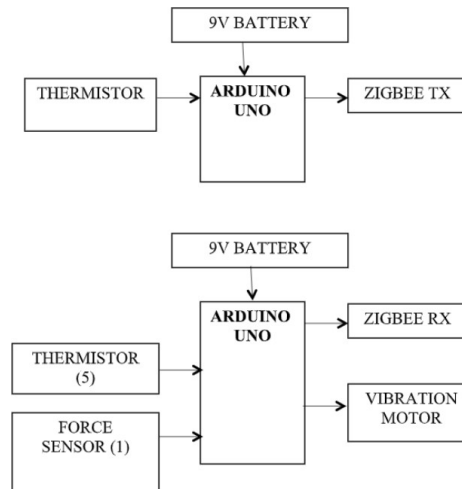 9V BATTERY
THERMISTOR
ARDUINO
UNO
ZIGBEE TX
9V BATTERY
ARDUINO
UNO
ZIGBEE RX
THERMISTOR
(5)
VIBRATION
MOTOR
FORCE
SENSOR (1)